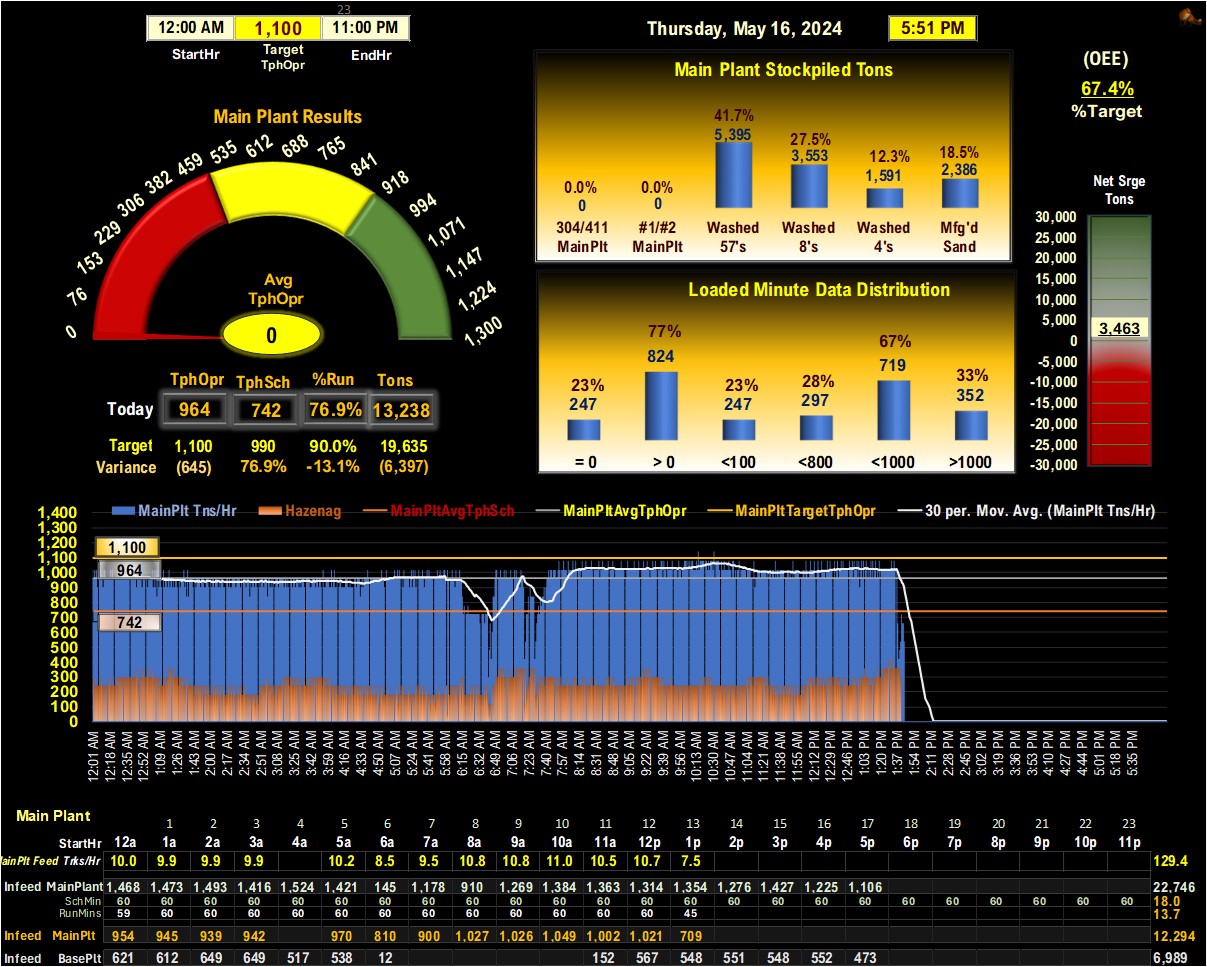 23
12:00 AM 1,100 11:00 PM
StartHr Target TphOpr EndHr
Thursday, May 16, 2024 5:51 PM
(OEE)
67.4%
%Target
Main Plant Results
0 76 153 229 306 382 459 535 612 688 765 841 918 994 1,071 1,147 1,224 1,300
Avg
TphOpr
0
TphOpr TphSch %Run Tons
Today 964 742 76.9% 13,238
Target 1,100 990 90.0% 19,635
Variance (645) 76.9% -13.1% (6,397)
Main Plant Stockpiled Tons
0.0% 0.0% 41.7% 27.5% 12.3% 18.5%
0 0 5,395 3,553 1,591 2,386
304/411 #1/#2 Washed Washed Washed Mfg'd
MainPlt MainPlt 57's 8's 4's Sand
Loaded Minute Data Distribution
23% 77% 23% 28% 67% 33%
247 824 247 297 719 352
= 0 > 0 <100 <800 <1000 >1000
Net Srge
Tons
30,000
25,000
20,000
15,000
10,000
5,000
3,463
0
-5,000
-10,000
-15,000
-20,000
-25,000
-30,000
MainPlt Tns/Hr Hazenag MainPltAvgTphSch MainPltAvgTphOpr MainPltTargetTphOpr 30 per. Mov. Avg. (MainPlt Tns/Hr)
1,400
1,300
1,200
1,100
1,000
900
800
700
600
500
400
300
200
100
0
1,100
964
742
12:01 AM 12:18 AM 12:35 AM 12:52 AM 1:09 AM 1:26 AM 1:43 AM 2:00 AM 2:17 AM 2:34 AM 2:51 AM 3:08 AM 3:25 AM 3:42 AM 3:59 AM 4:16 AM 4:33 AM 4:50 AM 5:07 AM 5:24 AM 5:41 AM 5:58 AM 6:15 AM 6:32 AM 6:49 AM 7:06 AM 7:23 AM 7:40 AM 7:57 AM 8:14 AM 8:31 AM 8:48 AM 9:05 AM 9:22 AM 9:39 AM 9:56 AM 10:13 AM 10:30 AM 10:47 AM 11:04 AM 11:21 AM 11:38 AM 11:55 AM 12:12 PM 12:29 PM 12:46 PM 1:03 PM 1:20 PM 1:37 PM 1:54 PM 2:11 PM 2:28 PM 2:45 PM 3:02 PM 3:19 PM 3:36 PM 3:53 PM 4:10 PM 4:27 PM 4:44 PM 5:01 PM 5:18 PM 5:35 PM
Main Plant
1 2 3 4 5 6 7 8 9 10 11 12 13 14 15 16 17 18 19 20 21 22 23
StartHr 12a 1a 2a 3a 4a 5a 6a 7a 8a 9a 10a 11a 12p 1p 2p 3p 4p 5p 6p 7p 8p 9p 10p 11p
MainPlt Feed Trks/Hr 10.0 9.9 9.9 9.9 10.2 8.5 9.5 10.8 10.8 11.0 10.5 10.7 7.5 129.4
Infeed MainPlant 1,468 1,473 1,493 1,416 1,524 1,421 145 1,178 910 1,269 1,384 1,363 1,314 1,354 1,276 1,427 1,225 1,106 22,746
SchMin 60 60 60 60 60 60 60 60 60 60 60 60 60 60 60 60 60 60 60 60 60 60 60 60 18.0
RunMins 59 60 60 60 60 60 60 60 60 60 60 60 45 13.7
Infeed MainPlt 954 945 939 942 970 810 900 1,027 1,026 1,049 1,002 1,021 709 12,294
Infeed BasePlt 621 612 649 649 517 538 12 152 567 548 551 548 552 473 6,989